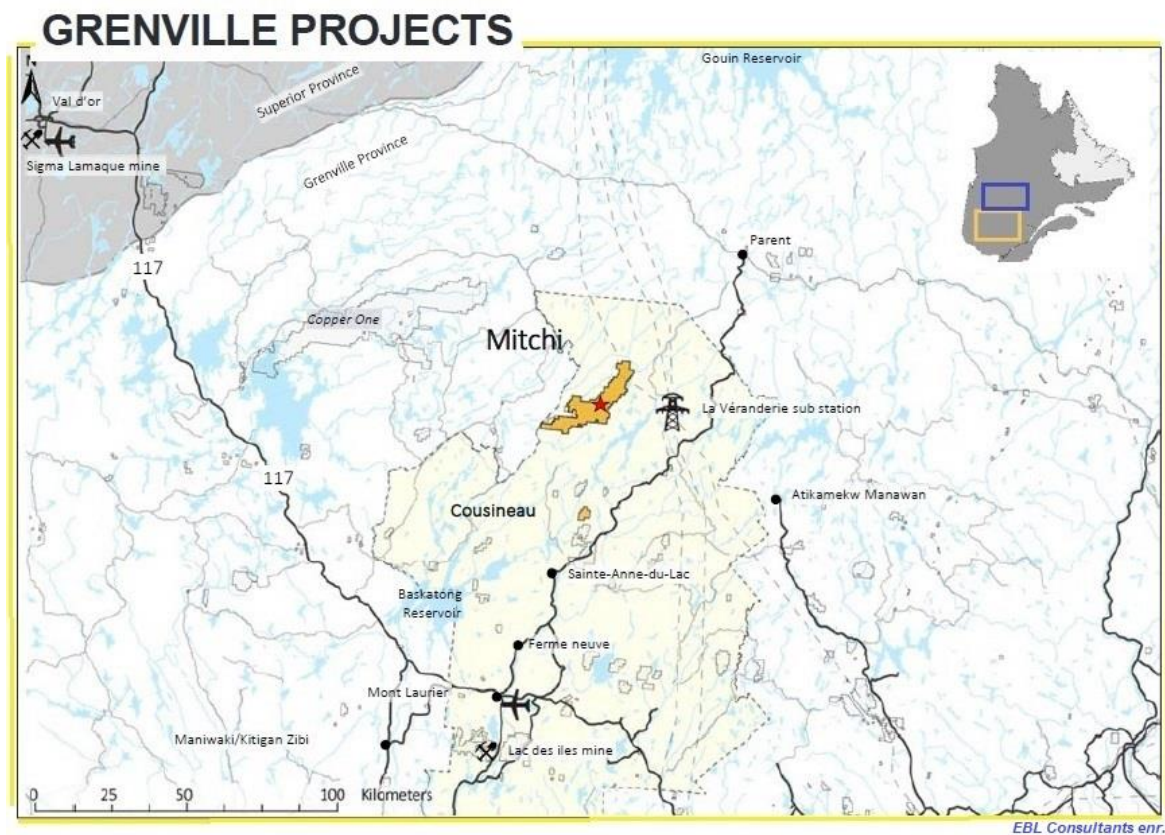 GRENVILLE PROJECTS
Gouin Reservoir
N
Superior Province
Val d'or
Grenville Province
Sigma Lamaque mine
Parent
117
Copper One
Mitchi
La Véranderie sub station
117
Atikamekw Manawan
Cousineau
Sainte-Anne-du-Lac
Baskatong
Reservoir
Ferme neuve
Mont Laurier
Maniwaki/Kitigan Zibi
Lac des iles mine
0 25 50 100 Kilometers
EBL Consultants enr.